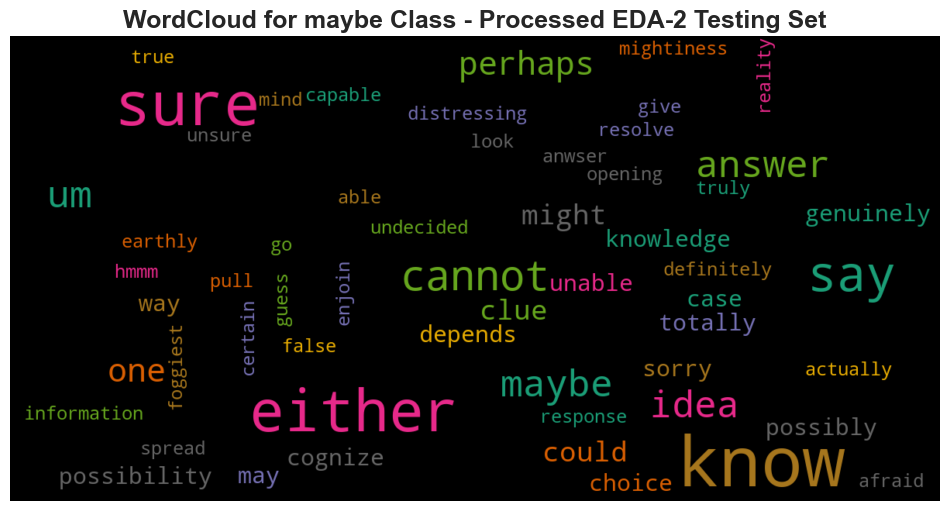 WordCloud for maybe Class - Processed EDA-2 Testing Set
true
perhaps
mightiness
reality
sure
mind
capable
distressing
give
unsure
look
resolve
anwser
opening
answer
truly
um
able
might
genuinely
earthly
go
undecided
knowledge
hmmm
pull
guess
enjoin
cannot
unable
definitely
say
way
certain
clue
case
foggiest
false
depends
totally
one
either
maybe
sorry
actually
information
response
idea
possibly
spread
cognize
could
know
possibility
may
choice
afraid